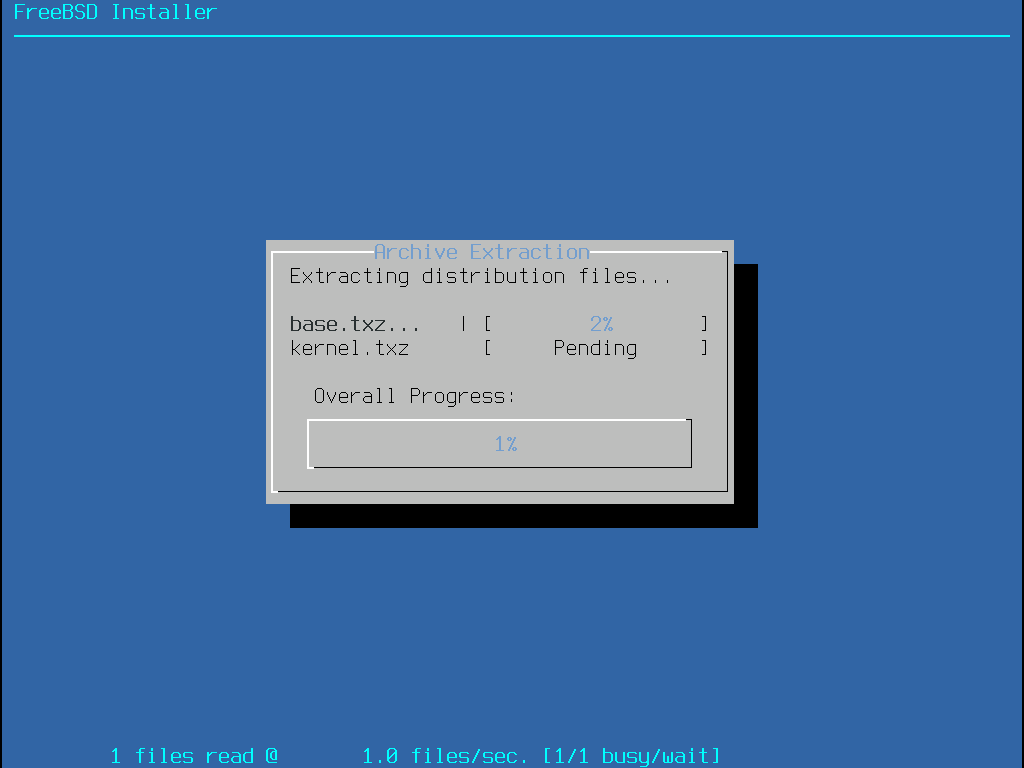 FreeBSD Installer
Archive Extraction
Extracting distribution files...
base.txz... | [ 2% ]
kernel.txz [ Pending ]
Overall Progress:
1%
1 files read @ 1.0 files/sec. [1/1 busy/wait]